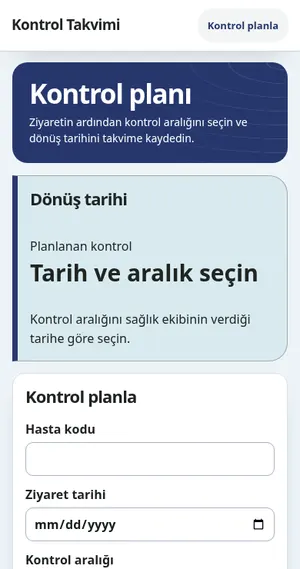 Kontrol Takvimi
Kontrol planla
Kontrol planı
Ziyaretin ardından kontrol aralığını seçin ve
dönüş tarihini takvime kaydedin.
Dönüş tarihi
Planlanan kontrol
Tarih ve aralık seçin
Kontrol aralığını sağlık ekibinin verdiği
tarihe göre seçin.
Kontrol planla
Hasta kodu
Ziyaret tarihi
mm/dd/yyyy
Kontrol aralığı